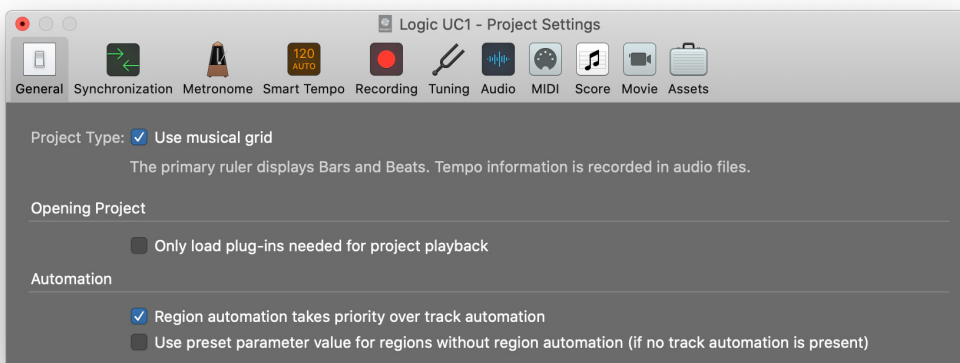 Logic UC1 - Project Settings
120
AUTO
General Synchronization Metronome Smart Tempo Recording Tuning Audio MIDI Score Movie Assets
Project Type: Use musical grid
The primary ruler displays Bars and Beats. Tempo information is recorded in audio files.
Opening Project
Only load plug-ins needed for project playback
Automation
Region automation takes priority over track automation
Use preset parameter value for regions without region automation (if no track automation is present)